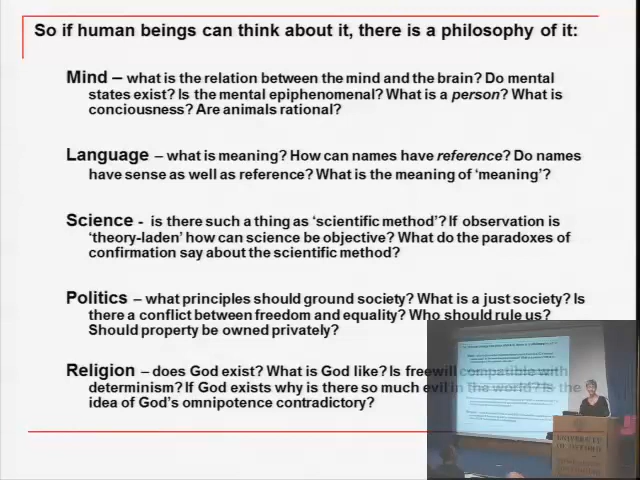 So if human beings can think about it, there is a philosophy of it:
Mind – what is the relation between the mind and the brain? Do mental
states exist? Is the mental epiphenomenal? What is a person? What is
conciousness? Are animals rational?
Language – what is meaning? How can names have reference? Do names
have sense as well as reference? What is the meaning of 'meaning'?
Science - is there such a thing as 'scientific method'? If observation is
'theory-laden' how can science be objective? What do the paradoxes of
confirmation say about the scientific method?
Politics – what principles should ground society? What is a just society? Is
there a conflict between freedom and equality? Who should rule us?
Should property be owned privately?
Religion – does God exist? What is God like? Is freewill compatible with
determinism? If God exists why is there so much evil in the world? Is the
idea of God's omnipotence contradictory?
UNIVERSITY
OF OXFORD